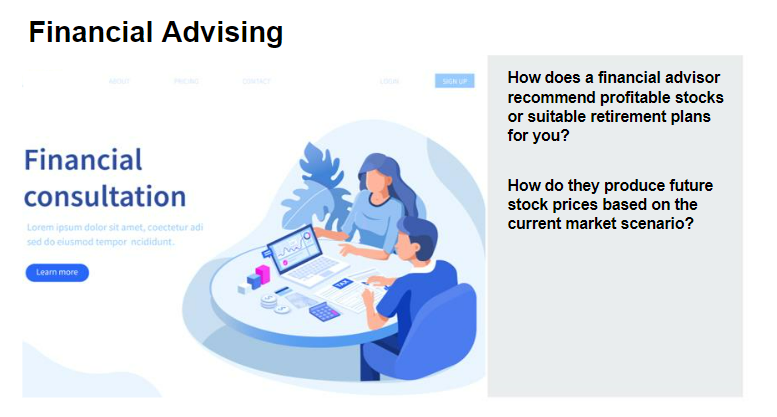 Financial Advising
ABOUT PRICING CONTACT LOGIN SIGN UP
Financial
consultation
Lorem ipsum dolor sit amet, coectetur adi
sed do eiusmod tempor ncididunt.
Learn more
TAX
How does a financial advisor
recommend profitable stocks
or suitable retirement plans
for you?
How do they produce future
stock prices based on the
current market scenario?